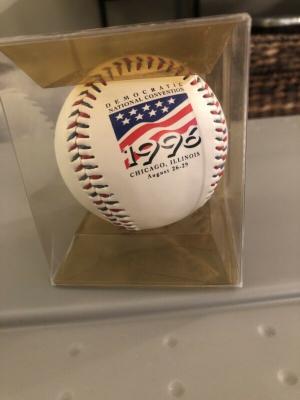 DEMOCRATIC
NATIONAL CONVENTION
1996
CHICAGO, ILLINOIS
August 26-29